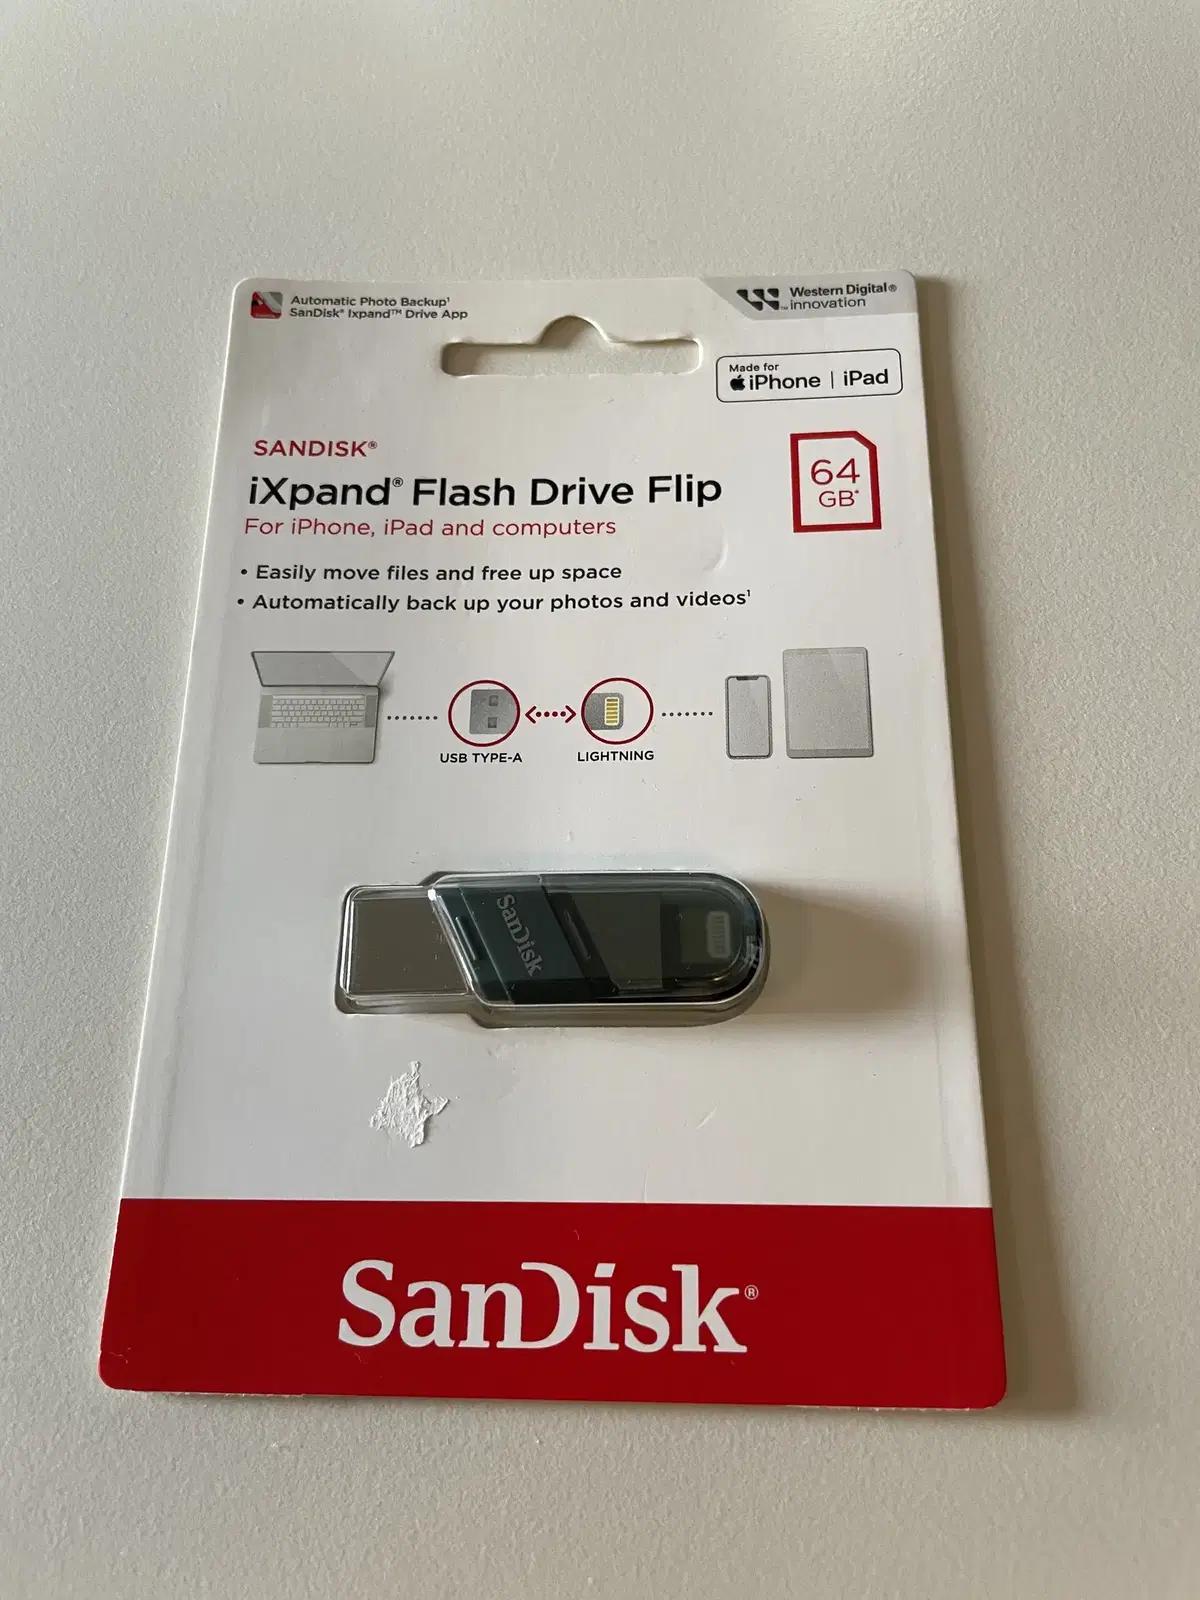 Automatic Photo Backup¹
SanDisk® Ixpand™ Drive App
Western Digital®
™ innovation
Made for
iPhone | iPad
SANDISK®
iXpand® Flash Drive Flip
For iPhone, iPad and computers
64
GB*
• Easily move files and free up space
• Automatically back up your photos and videos¹
USB TYPE-A
LIGHTNING
SanDisk
SanDisk®